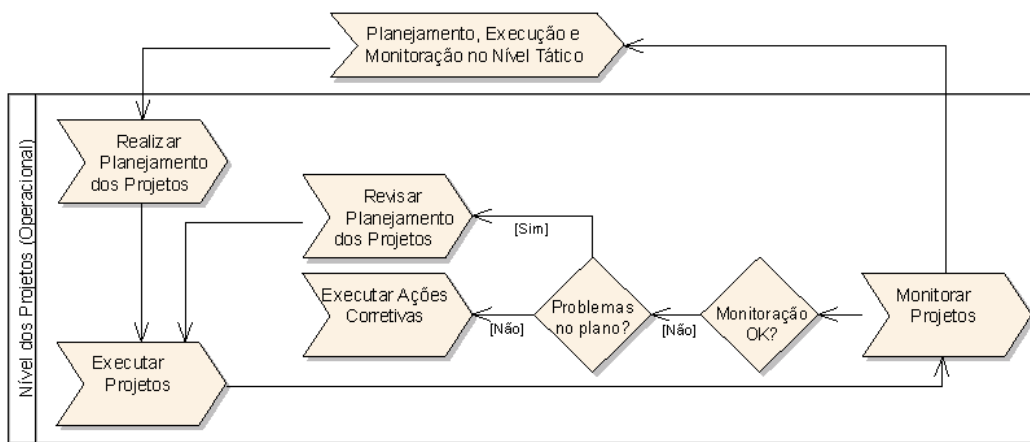 Planejamento, Execução e
Monitoração no Nível Tático
Nível dos Projetos (Operacional)
Realizar
Planejamento
dos Projetos
Revisar
Planejamento
dos Projetos
[Sim]
Executar Ações
Corretivas
[Não]
Problemas
no plano?
[Não]
Monitoração
OK?
Monitorar
Projetos
Executar
Projetos